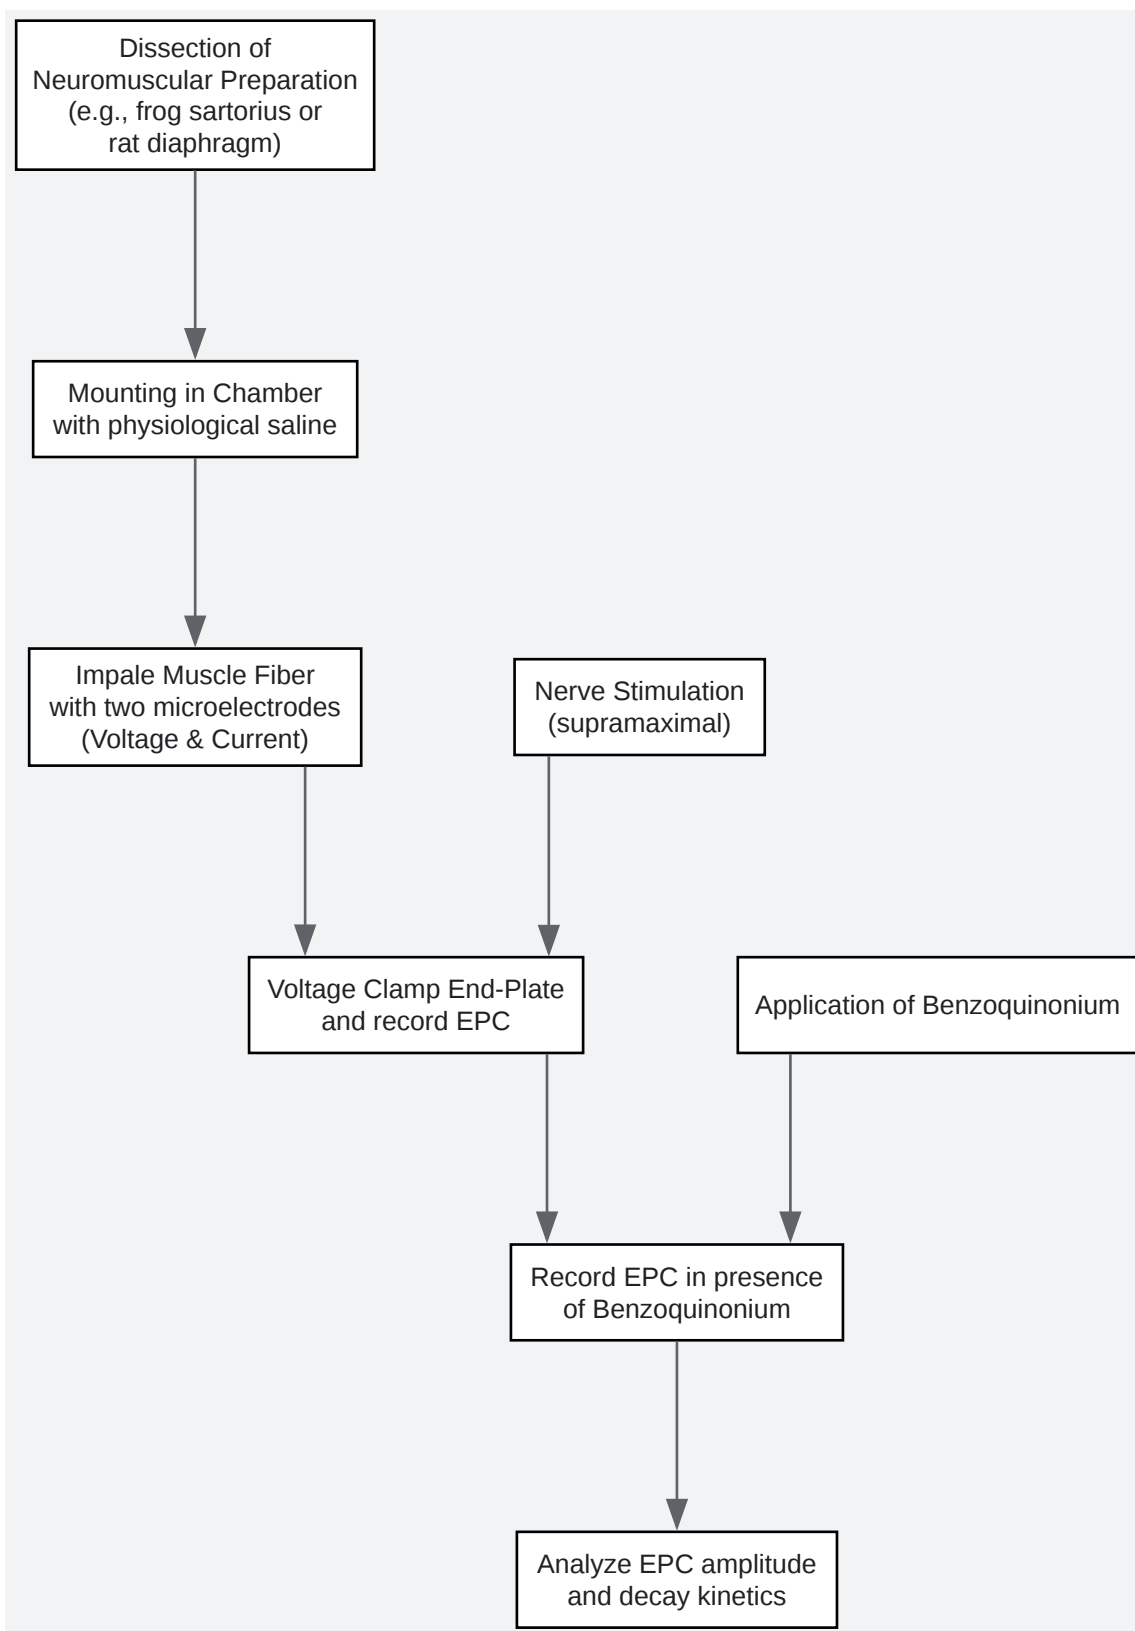 Dissection of
Neuromuscular Preparation
(e.g., frog sartorius or
rat diaphragm)
Mounting in Chamber
with physiological saline
Impale Muscle Fiber
with two microelectrodes
(Voltage & Current)
Nerve Stimulation
(supramaximal)
Voltage Clamp End-Plate
and record EPC
Application of Benzoquinonium
Record EPC in presence
of Benzoquinonium
Analyze EPC amplitude
and decay kinetics